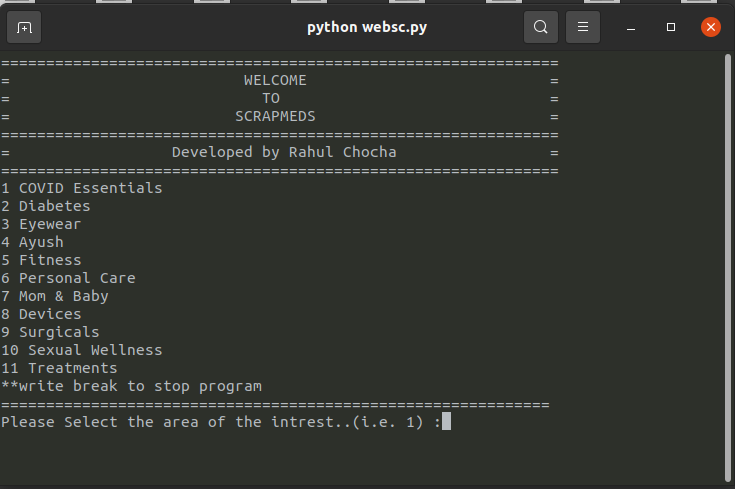 python websc.py
==============================================================
=                          WELCOME                           =
=                            TO                              =
=                         SCRAPMEDS                          =
==============================================================
=                  Developed by Rahul Chocha                 =
==============================================================
1 COVID Essentials
2 Diabetes
3 Eyewear
4 Ayush
5 Fitness
6 Personal Care
7 Mom & Baby
8 Devices
9 Surgicals
10 Sexual Wellness
11 Treatments
**write break to stop program
=============================================================
Please Select the area of the intrest..(i.e. 1) :